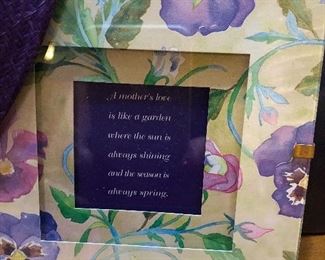 A mother's love
is like a garden
where the sun is
always shining
and the season is
always spring.